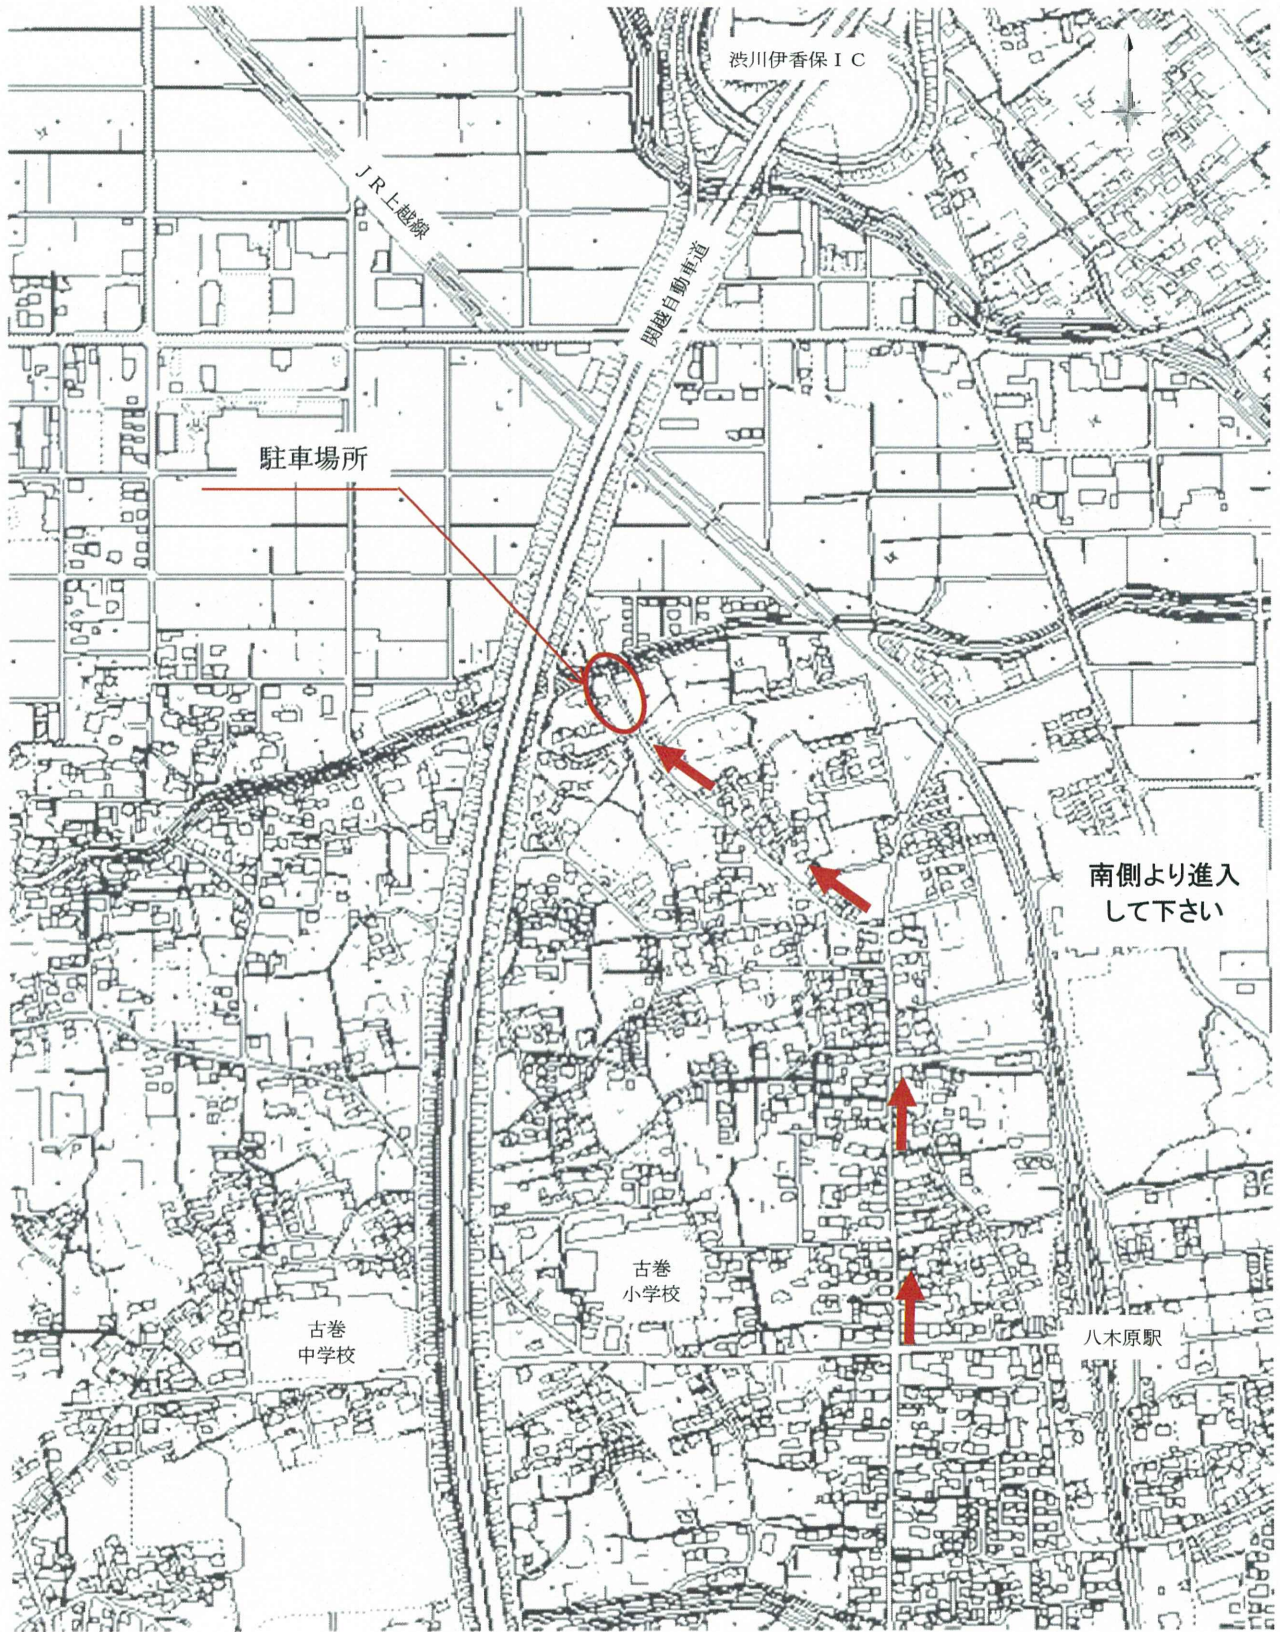 渋川伊香保ＩＣ
ＪＲ上越線
関越自動車道
駐車場所
南側より進入
して下さい
古巻
小学校
古巻
中学校
八木原駅